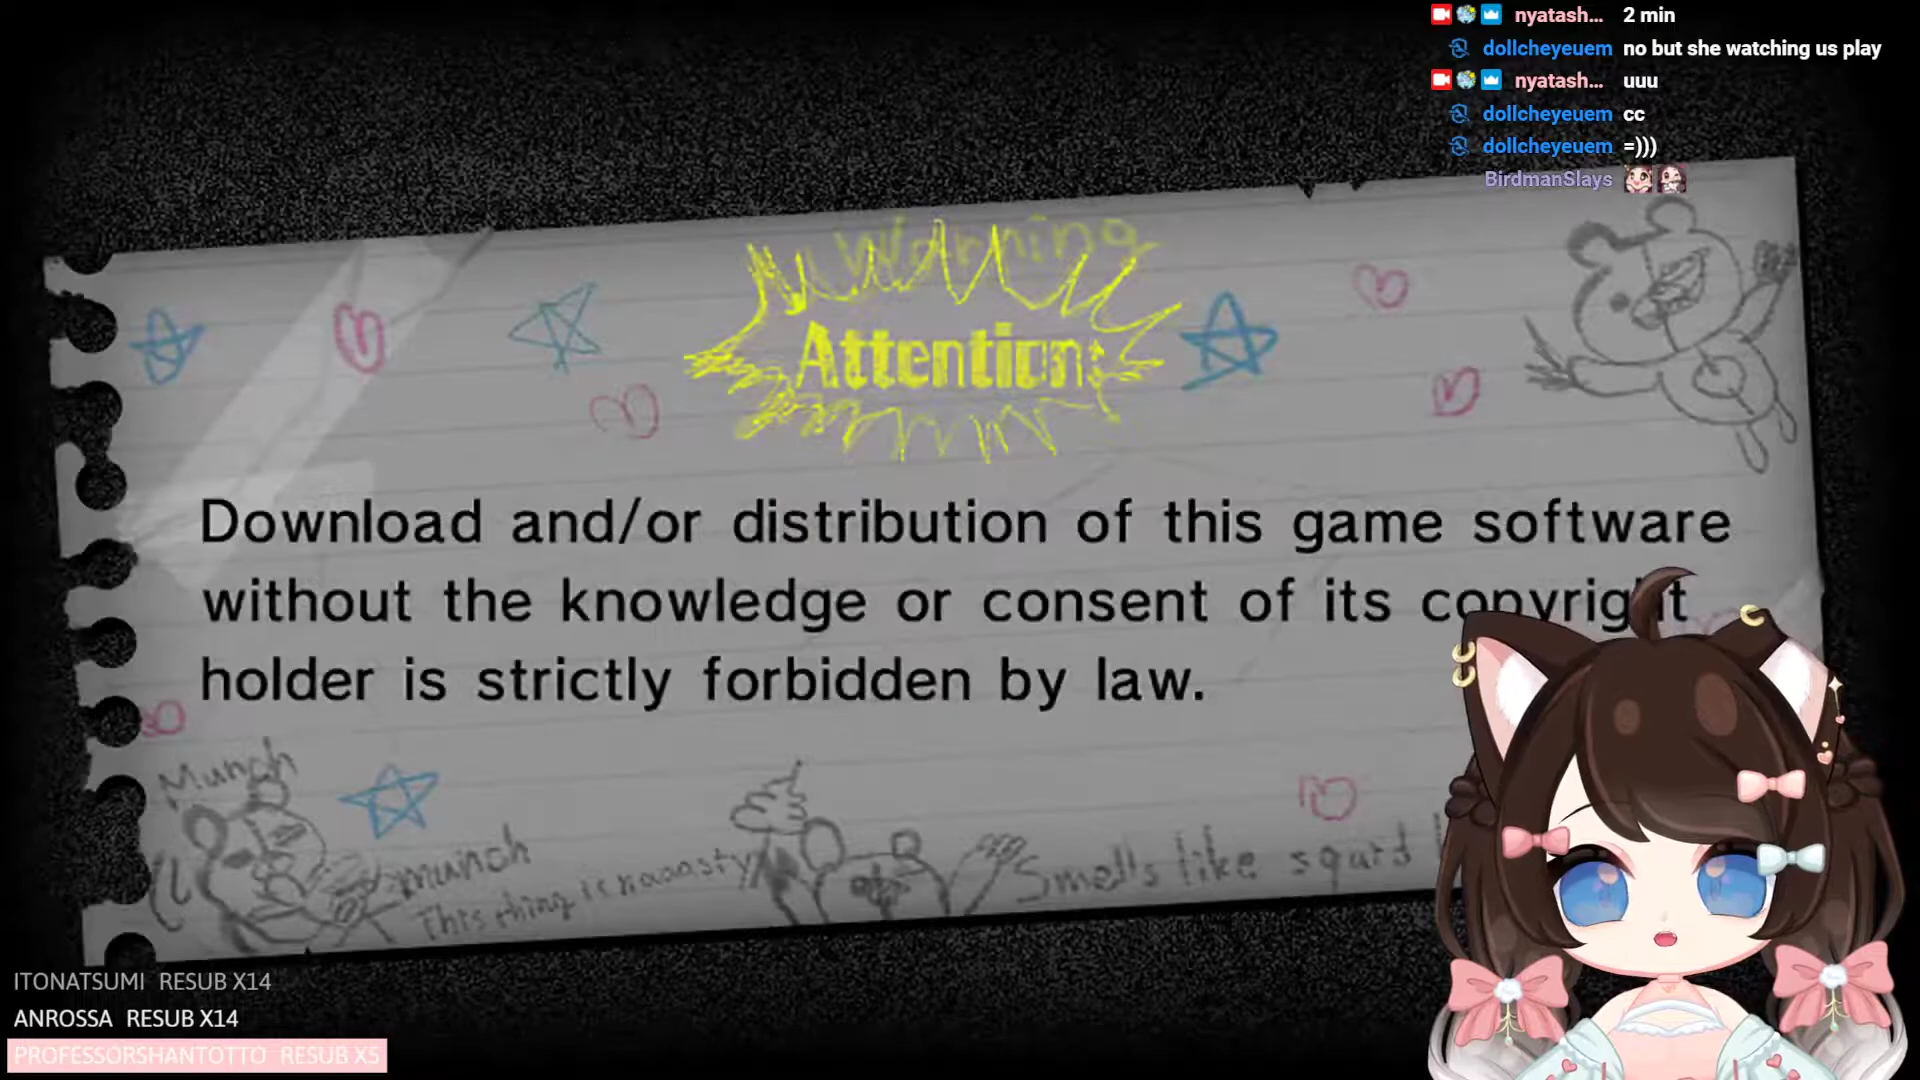 nyatash... 2 min
dollcheyeuem no but she watching us play
nyatash... uuu
dollcheyeuem cc
dollcheyeuem =)))
BirdmanSlays
Warning
Attention:
Download and/or distribution of this game software
without the knowledge or consent of its copyright
holder is strictly forbidden by law.
Munch
munch
This thing is naaasty
Smells like squid
ITONATSUMI RESUB X14
ANROSSA RESUB X14
PROFESSORSHANTOTTO RESUB X5